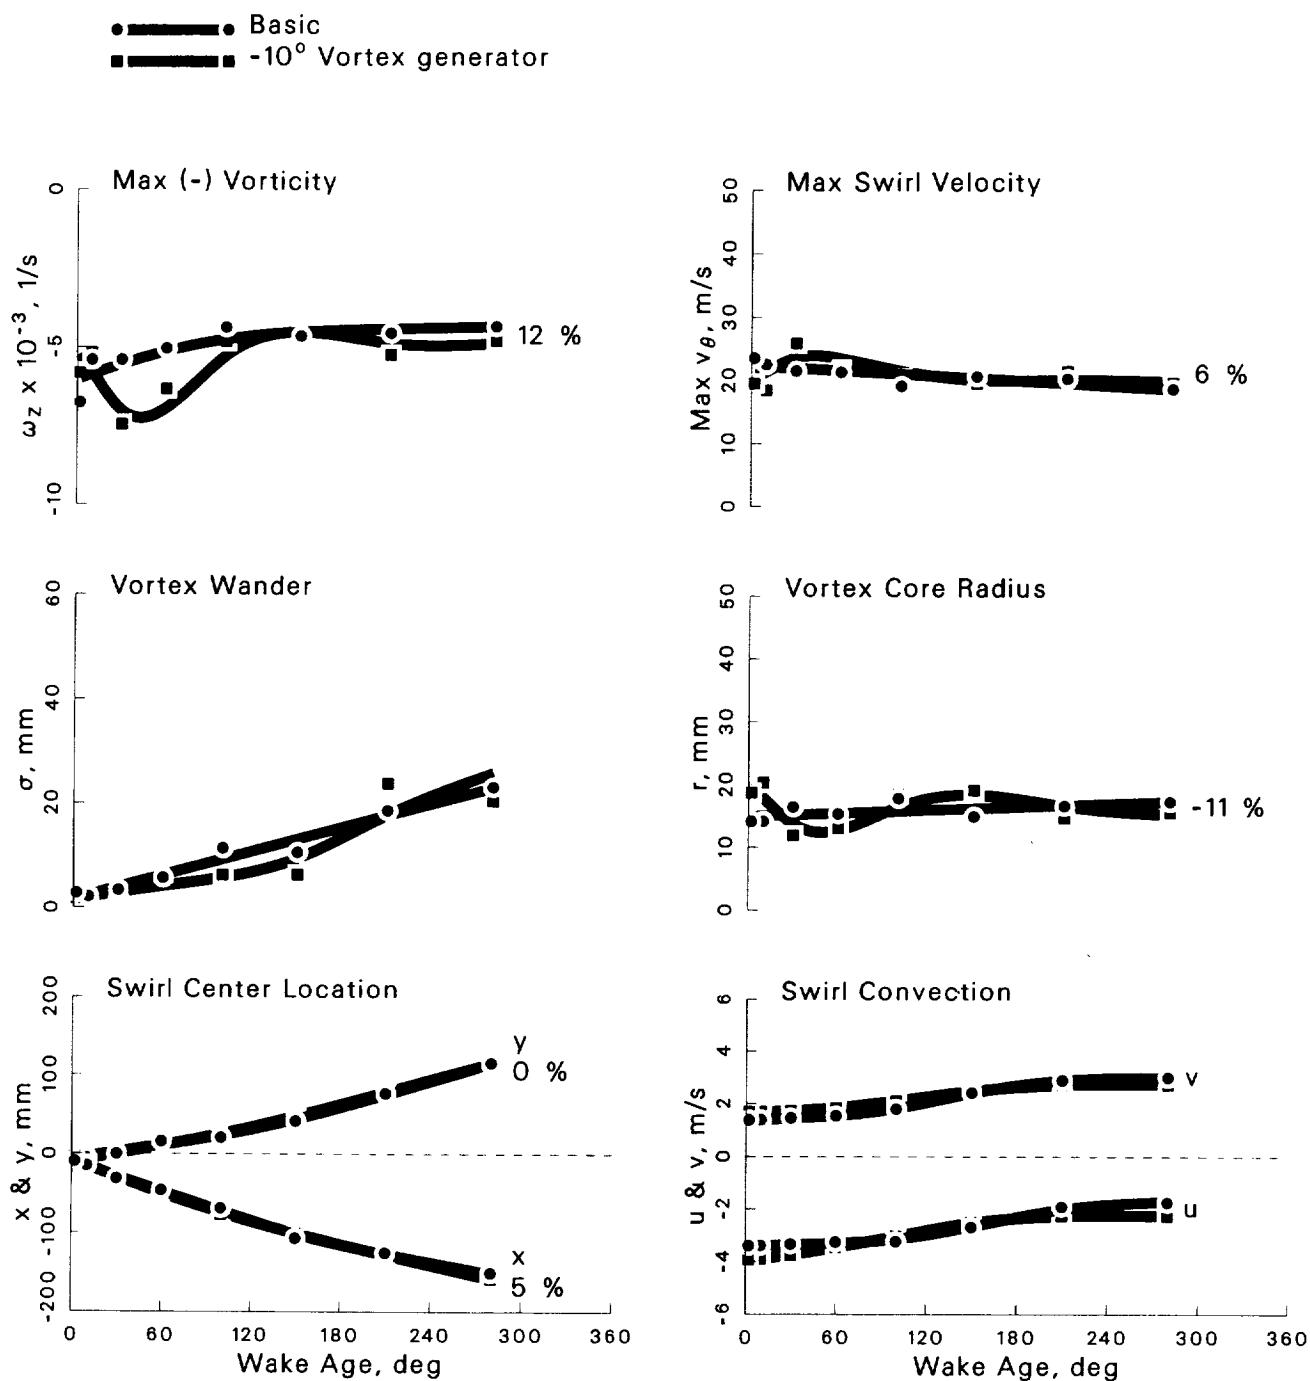 Basic
-10° Vortex generator
Max (-) Vorticity
0
-5
-10
ω_z x 10⁻³, 1/s
12 %
Max Swirl Velocity
50
40
30
20
10
0
Max v_θ, m/s
6 %
Vortex Wander
60
40
20
0
σ, mm
Vortex Core Radius
50
40
30
20
10
0
r, mm
-11 %
Swirl Center Location
200
100
0
-100
-200
x & y, mm
y
0 %
x
5 %
0 60 120 180 240 300 360
Wake Age, deg
Swirl Convection
6
4
2
0
-2
-4
-6
u & v, m/s
v
u
0 60 120 180 240 300 360
Wake Age, deg